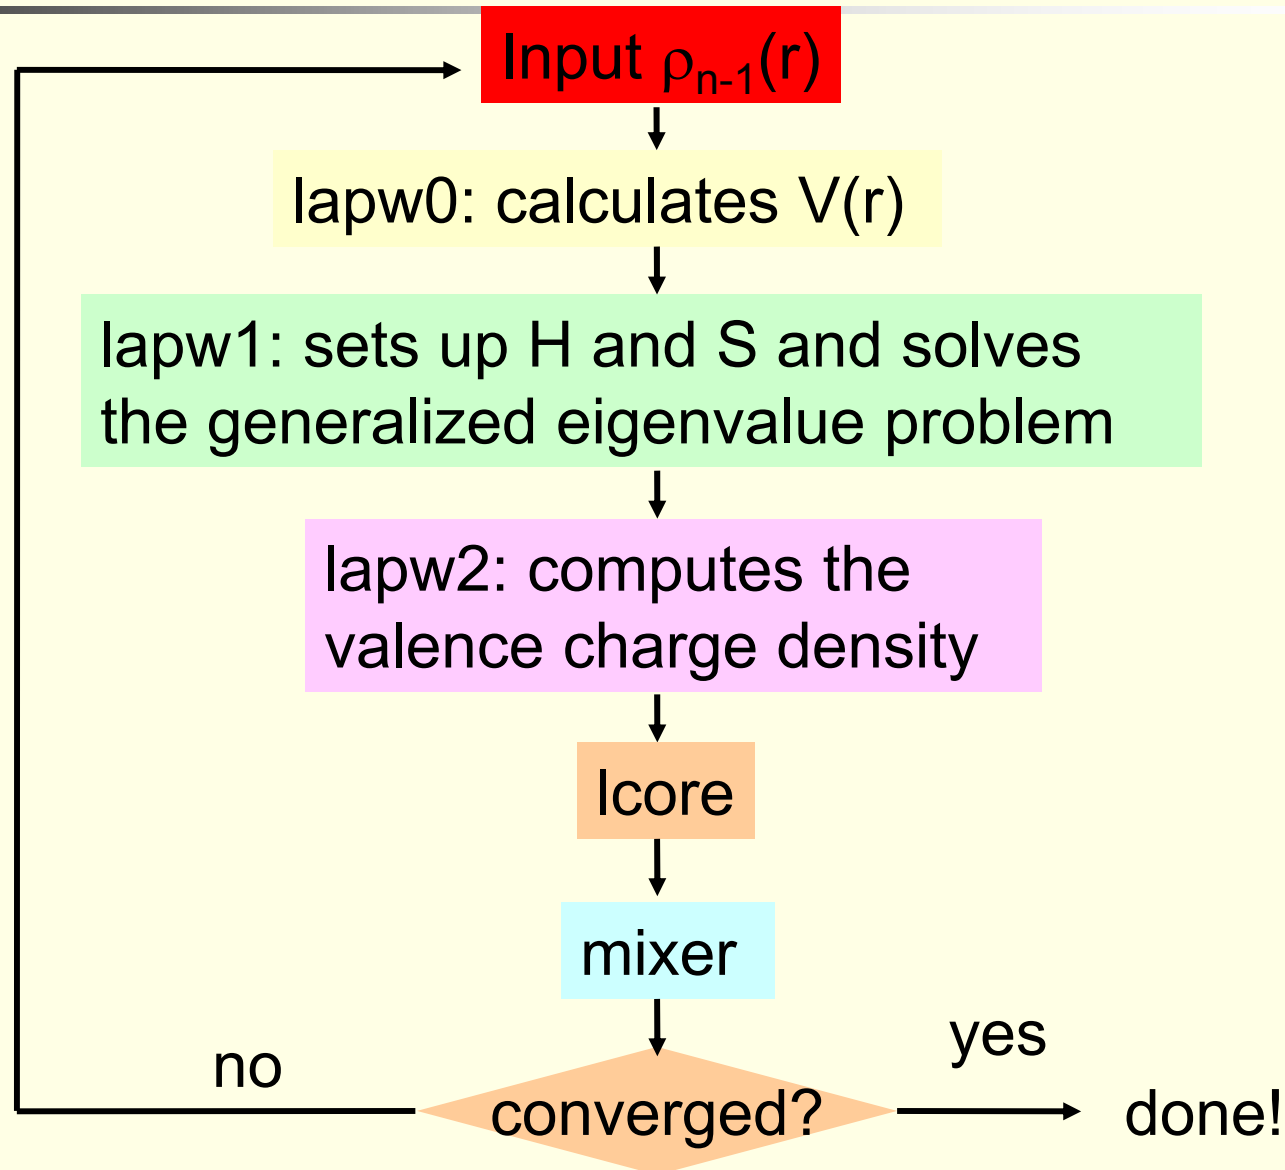 Input ρn-1(r)
lapw0: calculates V(r)
lapw1: sets up H and S and solves
the generalized eigenvalue problem
lapw2: computes the
valence charge density
lcore
mixer
no
yes
converged?
done!